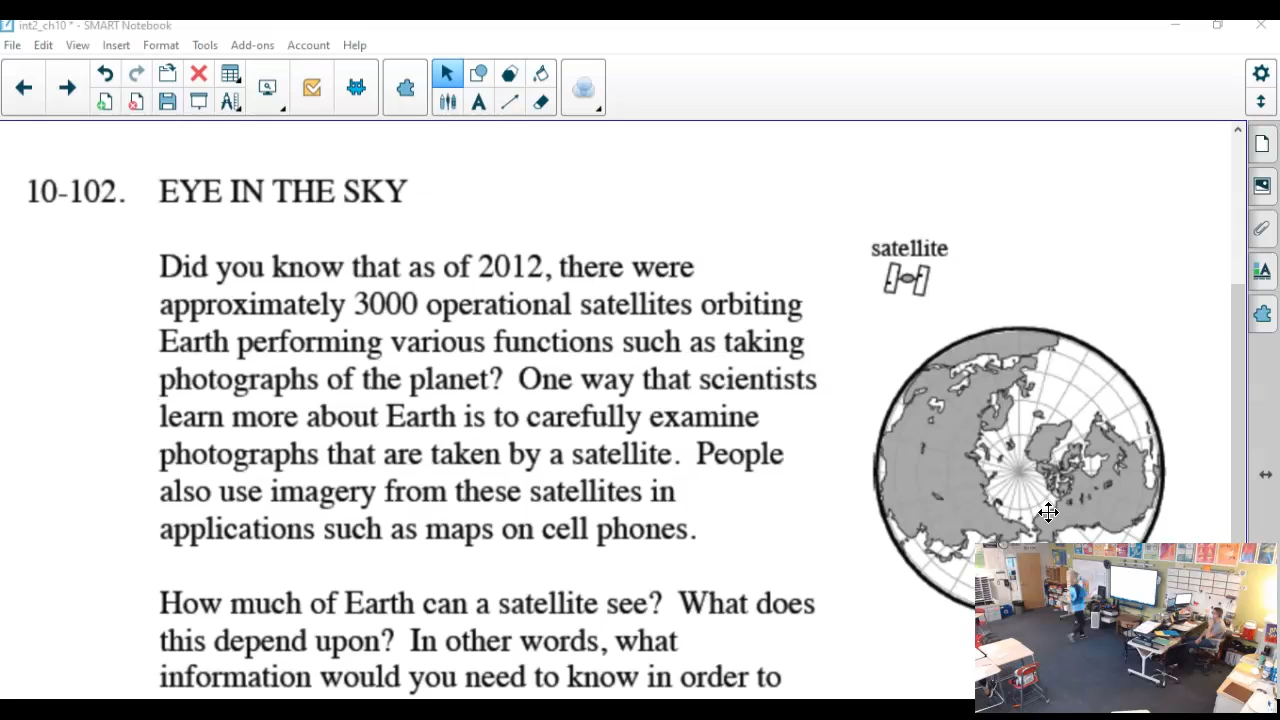 int2_ch10 * - SMART Notebook
File Edit View Insert Format Tools Add-ons Account Help
10-102. EYE IN THE SKY
satellite
Did you know that as of 2012, there were
approximately 3000 operational satellites orbiting
Earth performing various functions such as taking
photographs of the planet? One way that scientists
learn more about Earth is to carefully examine
photographs that are taken by a satellite. People
also use imagery from these satellites in
applications such as maps on cell phones.
How much of Earth can a satellite see? What does
this depend upon? In other words, what
information would you need to know in order to